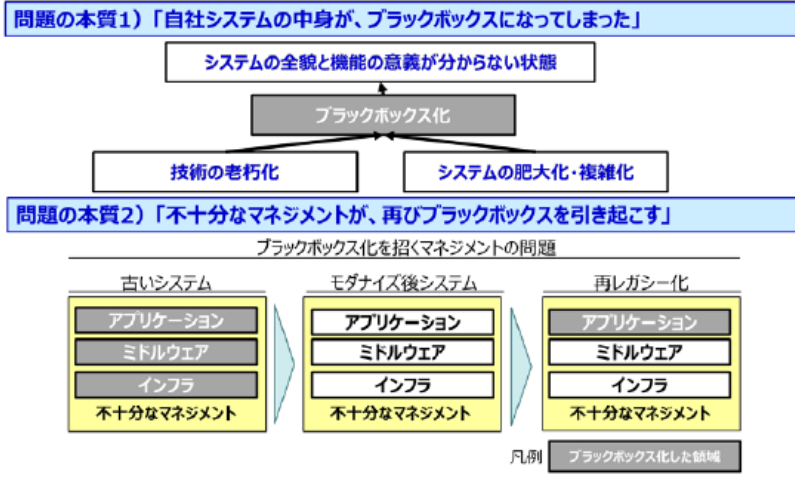 問題の本質1)「自社システムの中身が、ブラックボックスになってしまった」
システムの全貌と機能の意義が分からない状態
ブラックボックス化
技術の老朽化
システムの肥大化・複雑化
問題の本質2)「不十分なマネジメントが、再びブラックボックスを引き起こす」
ブラックボックス化を招くマネジメントの問題
古いシステム
アプリケーション
ミドルウェア
インフラ
不十分なマネジメント
モダナイズ後システム
アプリケーション
ミドルウェア
インフラ
不十分なマネジメント
再レガシー化
アプリケーション
ミドルウェア
インフラ
不十分なマネジメント
凡例
ブラックボックス化した領域